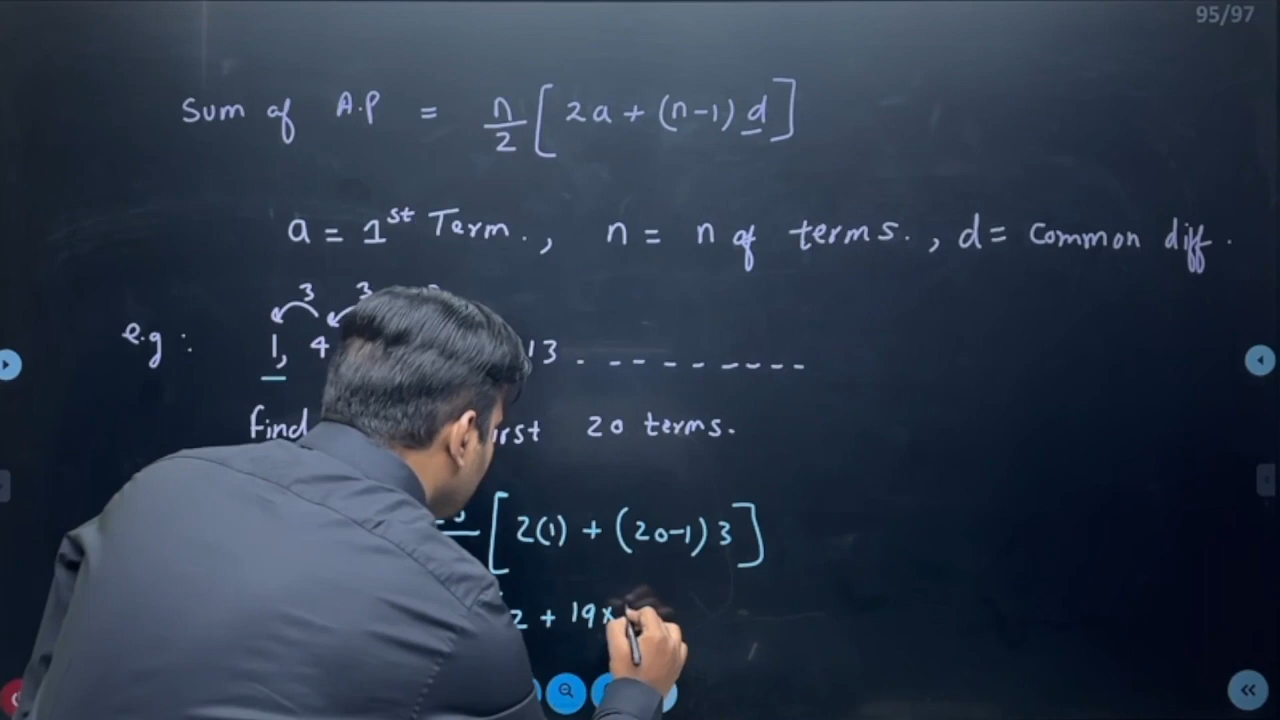 95/97
Sum of A.P = n/2 [ 2a + (n-1) d ]
a = 1st Term., n = n of terms., d = Common diff.
3 3
e.g : 1, 4 13 . - - - - - - - -
find 20 terms.
[ 2(1) + (20-1) 3 ]
2 + 19x